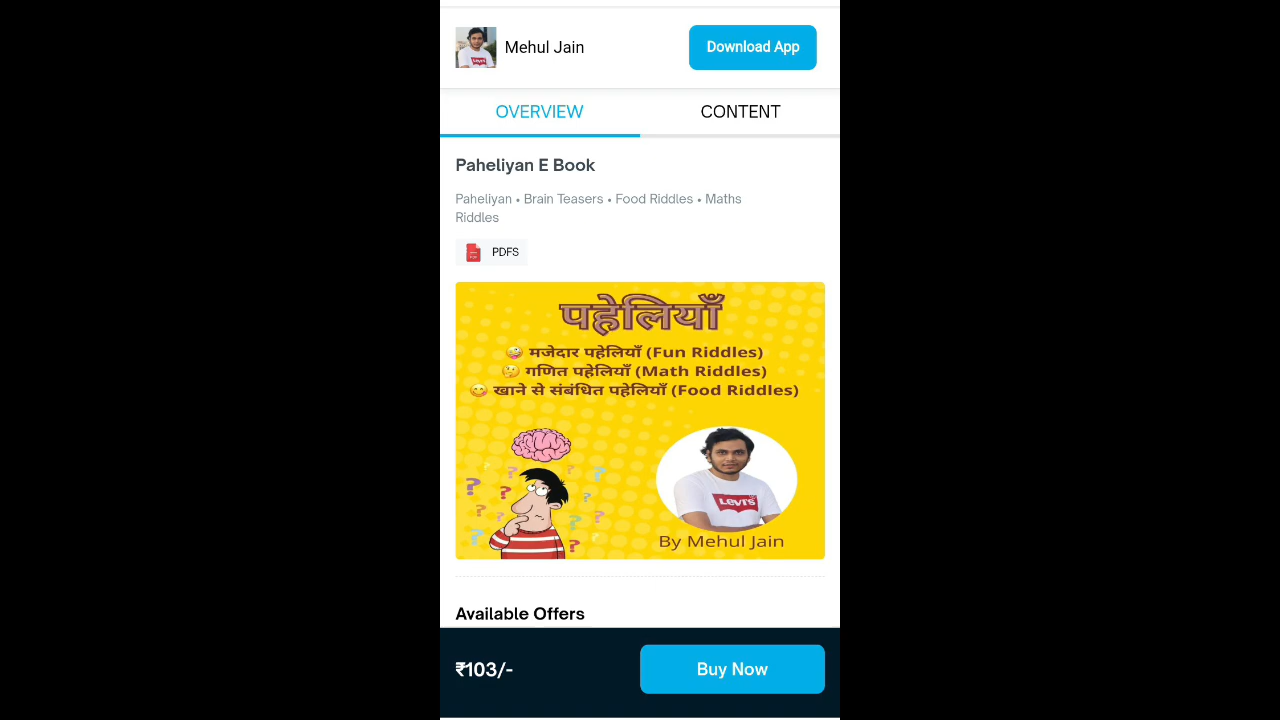 Mehul Jain
Download App
OVERVIEW
CONTENT
Paheliyan E Book
Paheliyan • Brain Teasers • Food Riddles • Maths
Riddles
PDFS
पहेलियाँ
मजेदार पहेलियाँ (Fun Riddles)
गणित पहेलियाँ (Math Riddles)
खाने से संबंधित पहेलियाँ (Food Riddles)
? ? ? ? ? ? ? ? ? ? ? ?
Levi's
By Mehul Jain
Available Offers
₹103/-
Buy Now